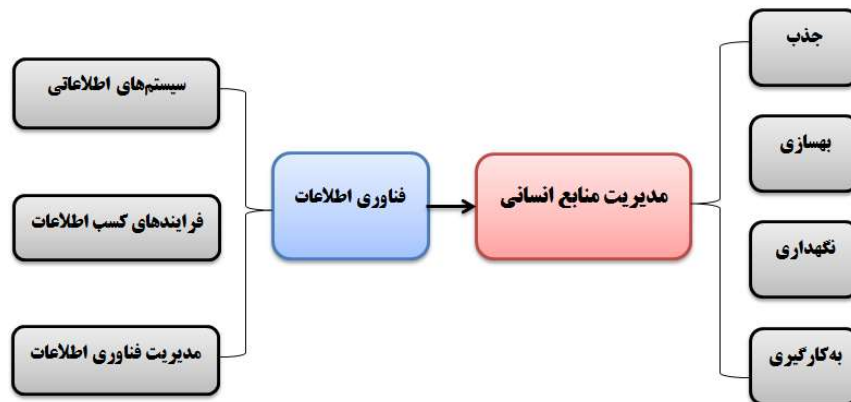 جذب
بهسازی
نگهداری
به‌کارگیری
مدیریت منابع انسانی
فناوری اطلاعات
سیستم‌های اطلاعاتی
فرایندهای کسب اطلاعات
مدیریت فناوری اطلاعات